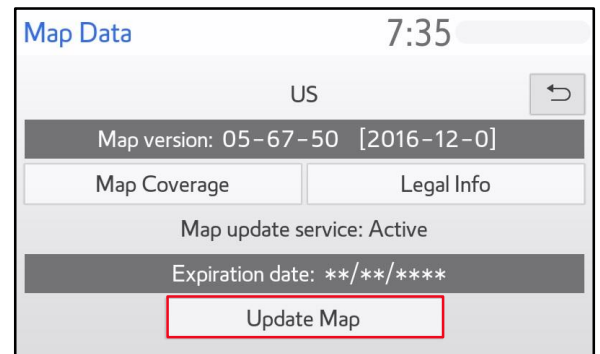 Map Data 7:35
US
Map version: 05-67-50 [2016-12-0]
Map Coverage Legal Info
Map update service: Active
Expiration date: **/**/****
Update Map